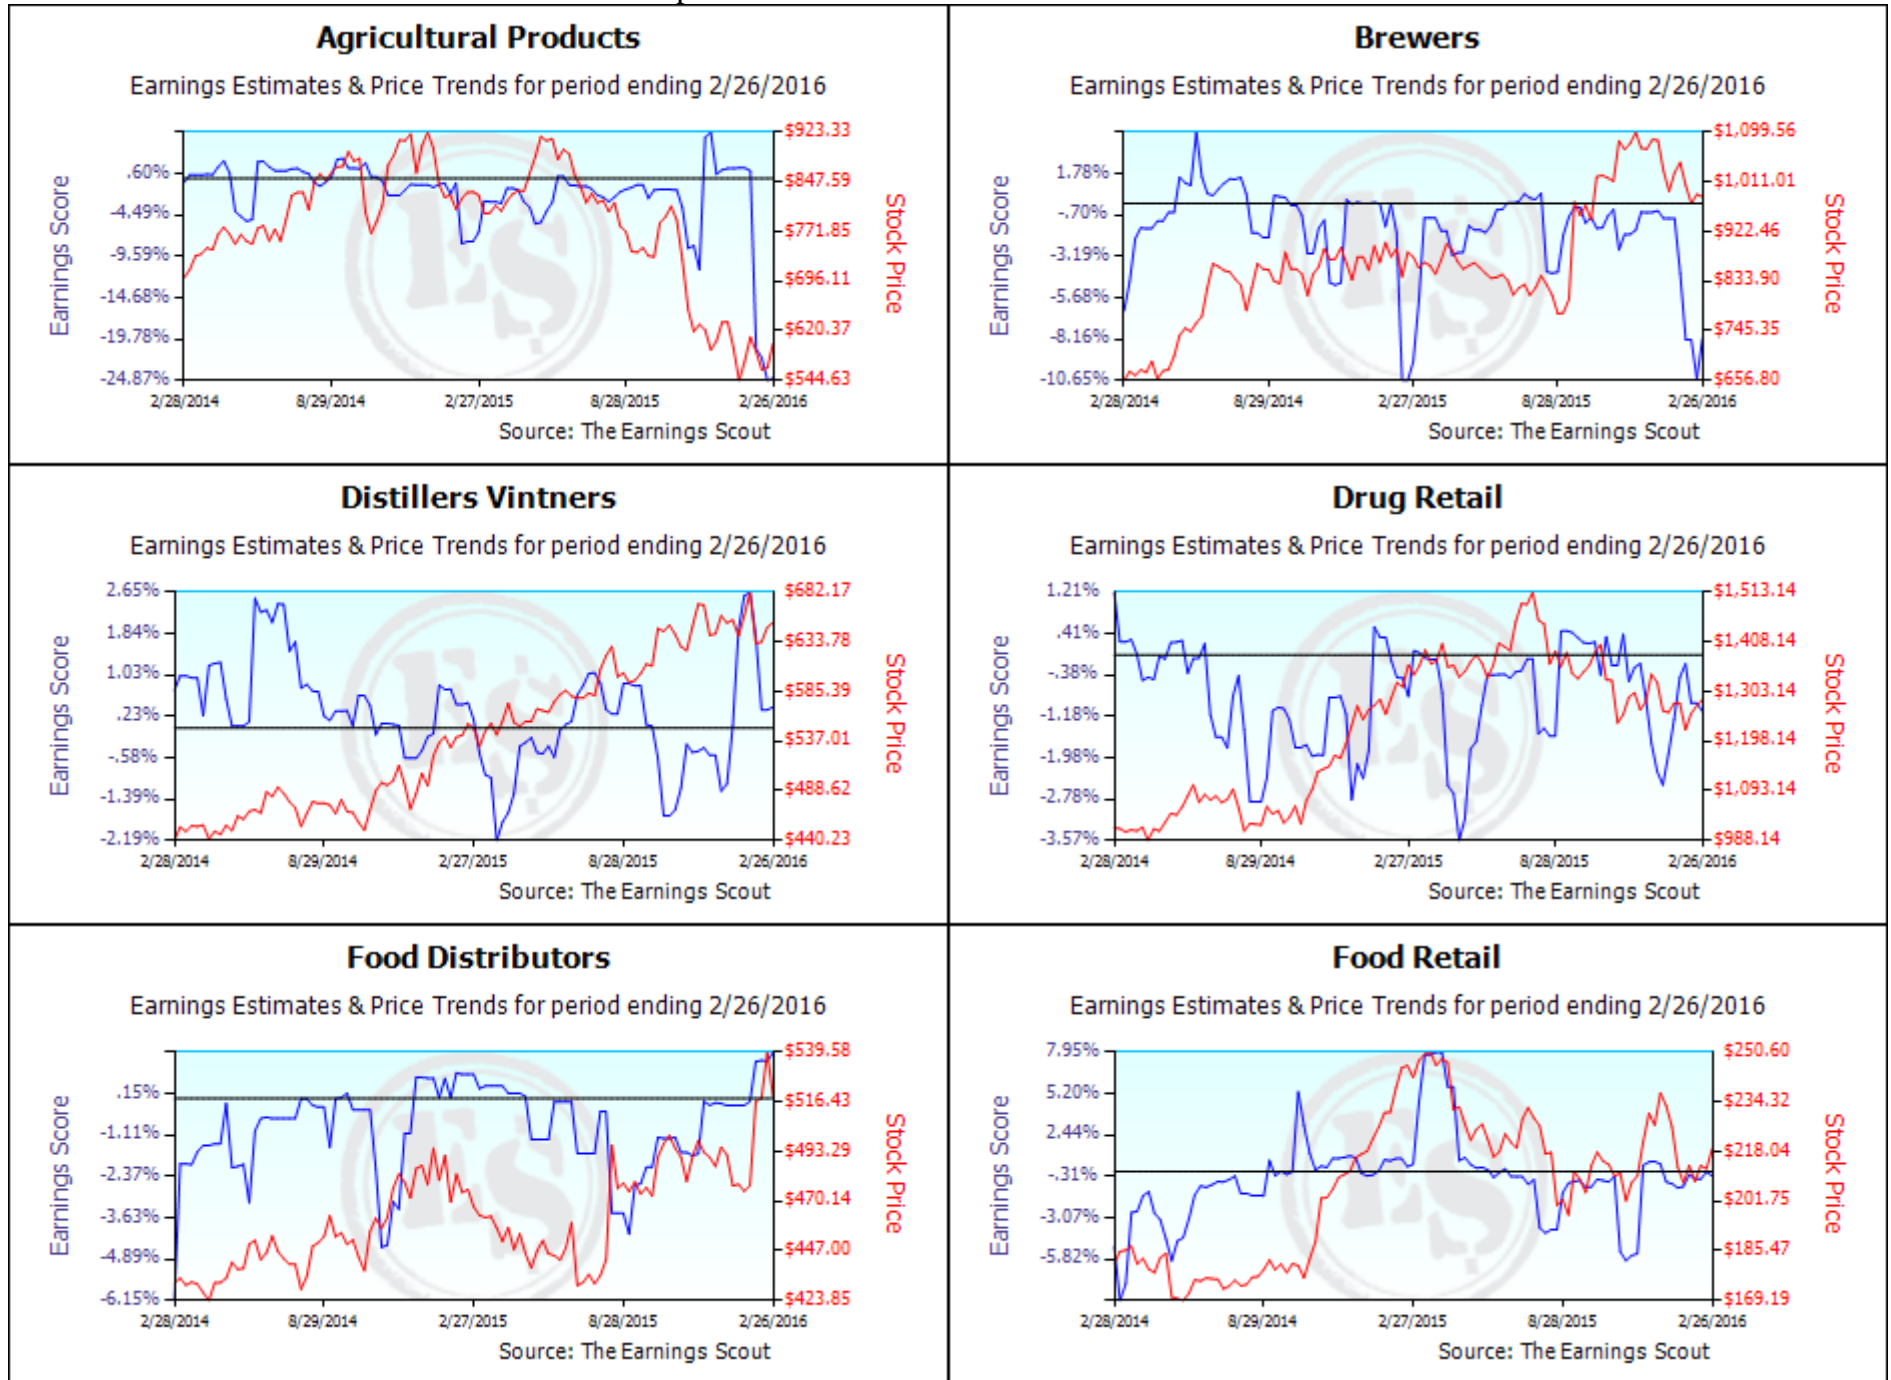 Agricultural Products
Earnings Estimates & Price Trends for period ending 2/26/2016
Earnings Score
.60%
-4.49%
-9.59%
-14.68%
-19.78%
-24.87%
$923.33
$847.59
$771.85
$696.11
$620.37
$544.63
Stock Price
2/28/2014 8/29/2014 2/27/2015 8/28/2015 2/26/2016
Source: The Earnings Scout
Brewers
Earnings Estimates & Price Trends for period ending 2/26/2016
Earnings Score
1.78%
-.70%
-3.19%
-5.68%
-8.16%
-10.65%
$1,099.56
$1,011.01
$922.46
$833.90
$745.35
$656.80
Stock Price
2/28/2014 8/29/2014 2/27/2015 8/28/2015 2/26/2016
Source: The Earnings Scout
Distillers Vintners
Earnings Estimates & Price Trends for period ending 2/26/2016
Earnings Score
2.65%
1.84%
1.03%
.23%
-.58%
-1.39%
-2.19%
$682.17
$633.78
$585.39
$537.01
$488.62
$440.23
Stock Price
2/28/2014 8/29/2014 2/27/2015 8/28/2015 2/26/2016
Source: The Earnings Scout
Drug Retail
Earnings Estimates & Price Trends for period ending 2/26/2016
Earnings Score
1.21%
.41%
-.38%
-1.18%
-1.98%
-2.78%
-3.57%
$1,513.14
$1,408.14
$1,303.14
$1,198.14
$1,093.14
$988.14
Stock Price
2/28/2014 8/29/2014 2/27/2015 8/28/2015 2/26/2016
Source: The Earnings Scout
Food Distributors
Earnings Estimates & Price Trends for period ending 2/26/2016
Earnings Score
.15%
-1.11%
-2.37%
-3.63%
-4.89%
-6.15%
$539.58
$516.43
$493.29
$470.14
$447.00
$423.85
Stock Price
2/28/2014 8/29/2014 2/27/2015 8/28/2015 2/26/2016
Source: The Earnings Scout
Food Retail
Earnings Estimates & Price Trends for period ending 2/26/2016
Earnings Score
7.95%
5.20%
2.44%
-.31%
-3.07%
-5.82%
$250.60
$234.32
$218.04
$201.75
$185.47
$169.19
Stock Price
2/28/2014 8/29/2014 2/27/2015 8/28/2015 2/26/2016
Source: The Earnings Scout